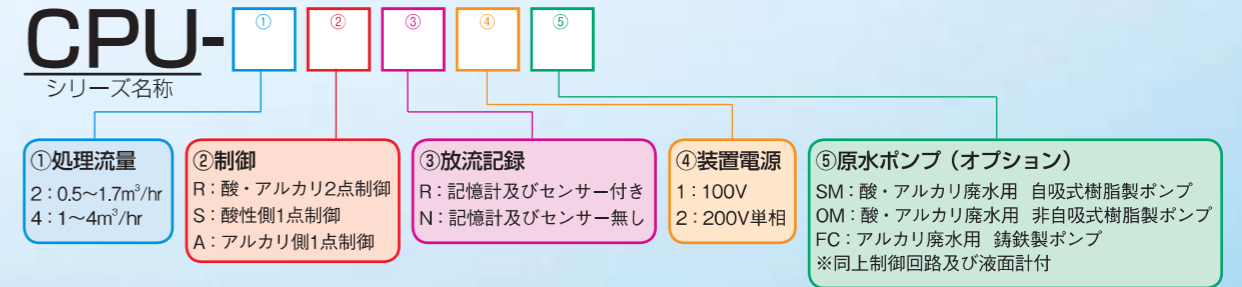 CPU- ① ② ③ ④ ⑤
シリーズ名称
①処理流量
2：0.5～1.7m³/hr
4：1～4m³/hr
②制御
R：酸・アルカリ2点制御
S：酸性側1点制御
A：アルカリ側1点制御
③放流記録
R：記憶計及びセンサー付き
N：記憶計及びセンサー無し
④装置電源
1：100V
2：200V単相
⑤原水ポンプ（オプション）
SM：酸・アルカリ廃水用 自吸式樹脂製ポンプ
OM：酸・アルカリ廃水用 非自吸式樹脂製ポンプ
FC：アルカリ廃水用 鋳鉄製ポンプ
※同上制御回路及び液面計付